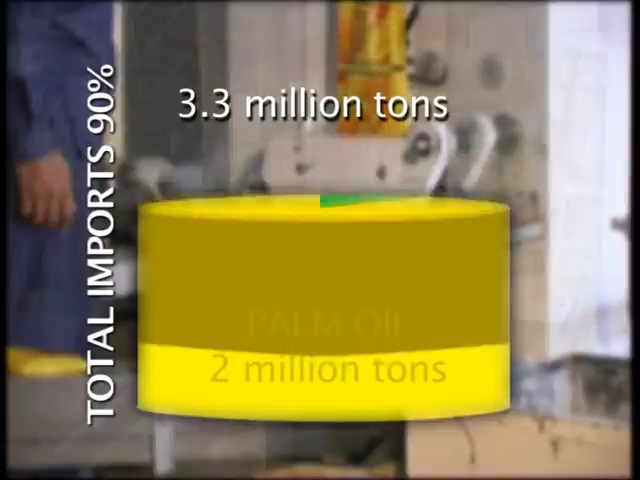 TOTAL IMPORTS 90%
3.3 million tons
PALM OIL
2 million tons